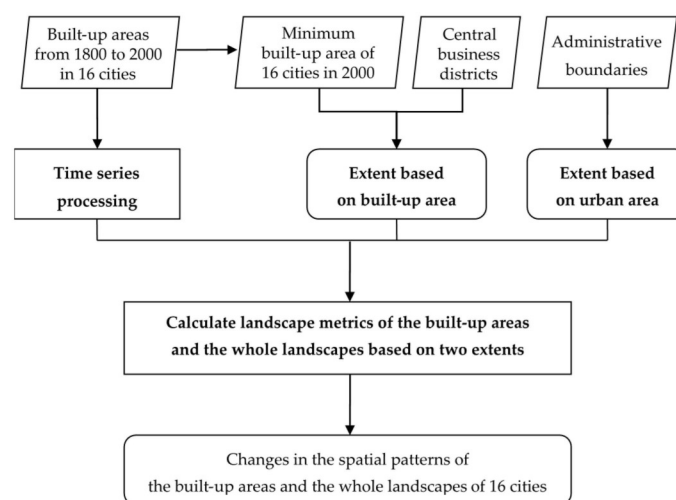 Built-up areas
from 1800 to 2000
in 16 cities
Minimum
built-up area of
16 cities in 2000
Central
business
districts
Administrative
boundaries
Time series
processing
Extent based
on built-up area
Extent based
on urban area
Calculate landscape metrics of the built-up areas
and the whole landscapes based on two extents
Changes in the spatial patterns of
the built-up areas and the whole landscapes of 16 cities